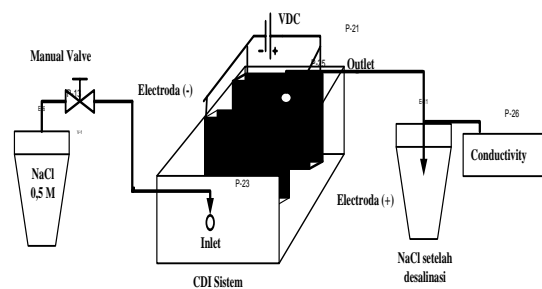 VDC
P-21
Manual Valve
- +
P-25
Outlet
Electroda (-)
P-26
NaCl
0,5 M
P-23
Conductivity
Electroda (+)
Inlet
NaCl setelah
desalinasi
CDI Sistem